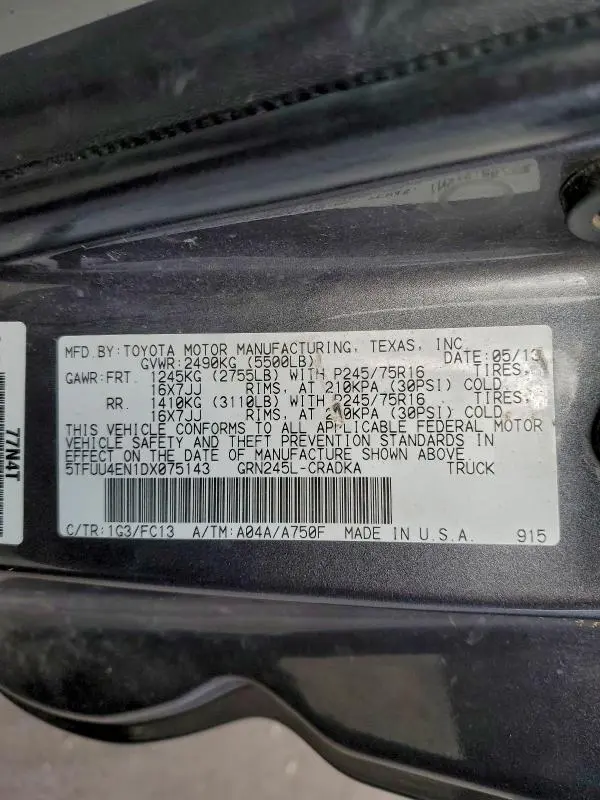 MFD.BY:TOYOTA MOTOR MANUFACTURING, TEXAS, INC.
GVWR:2490KG (5500LB) DATE:05/13
GAWR:FRT. 1245KG (2755LB) WITH P245/75R16 TIRES,
16X7JJ RIMS, AT 210KPA (30PSI) COLD
RR. 1410KG (3110LB) WITH P245/75R16 TIRES,
16X7JJ RIMS, AT 210KPA (30PSI) COLD
THIS VEHICLE CONFORMS TO ALL APPLICABLE FEDERAL MOTOR
VEHICLE SAFETY AND THEFT PREVENTION STANDARDS IN
EFFECT ON THE DATE OF MANUFACTURE SHOWN ABOVE.
5TFUU4EN1DX075143 GRN245L-CRADKA TRUCK
C/TR:1G3/FC13 A/TM:A04A/A750F MADE IN U.S.A. 915
77N4T